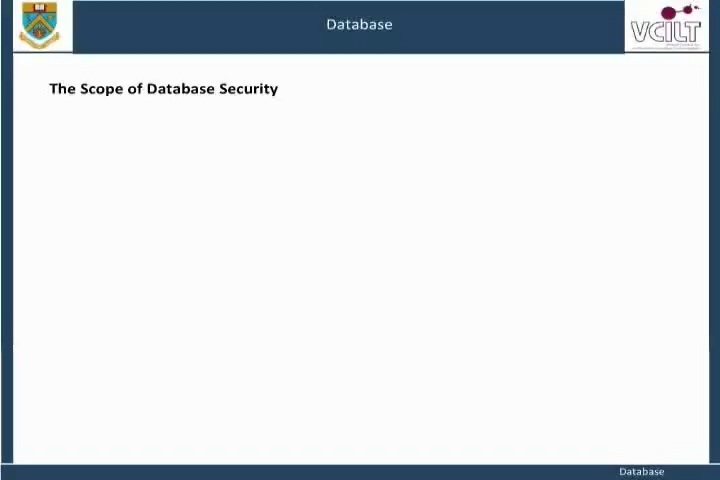 Database
VCILT
The Scope of Database Security
Database